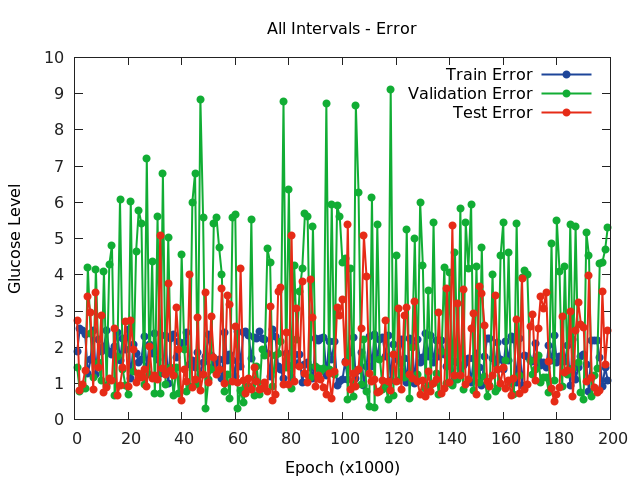 All Intervals - Error
10
9
8
7
6
5
4
3
2
1
0
Glucose Level
Train Error
Validation Error
Test Error
0 20 40 60 80 100 120 140 160 180 200
Epoch (x1000)